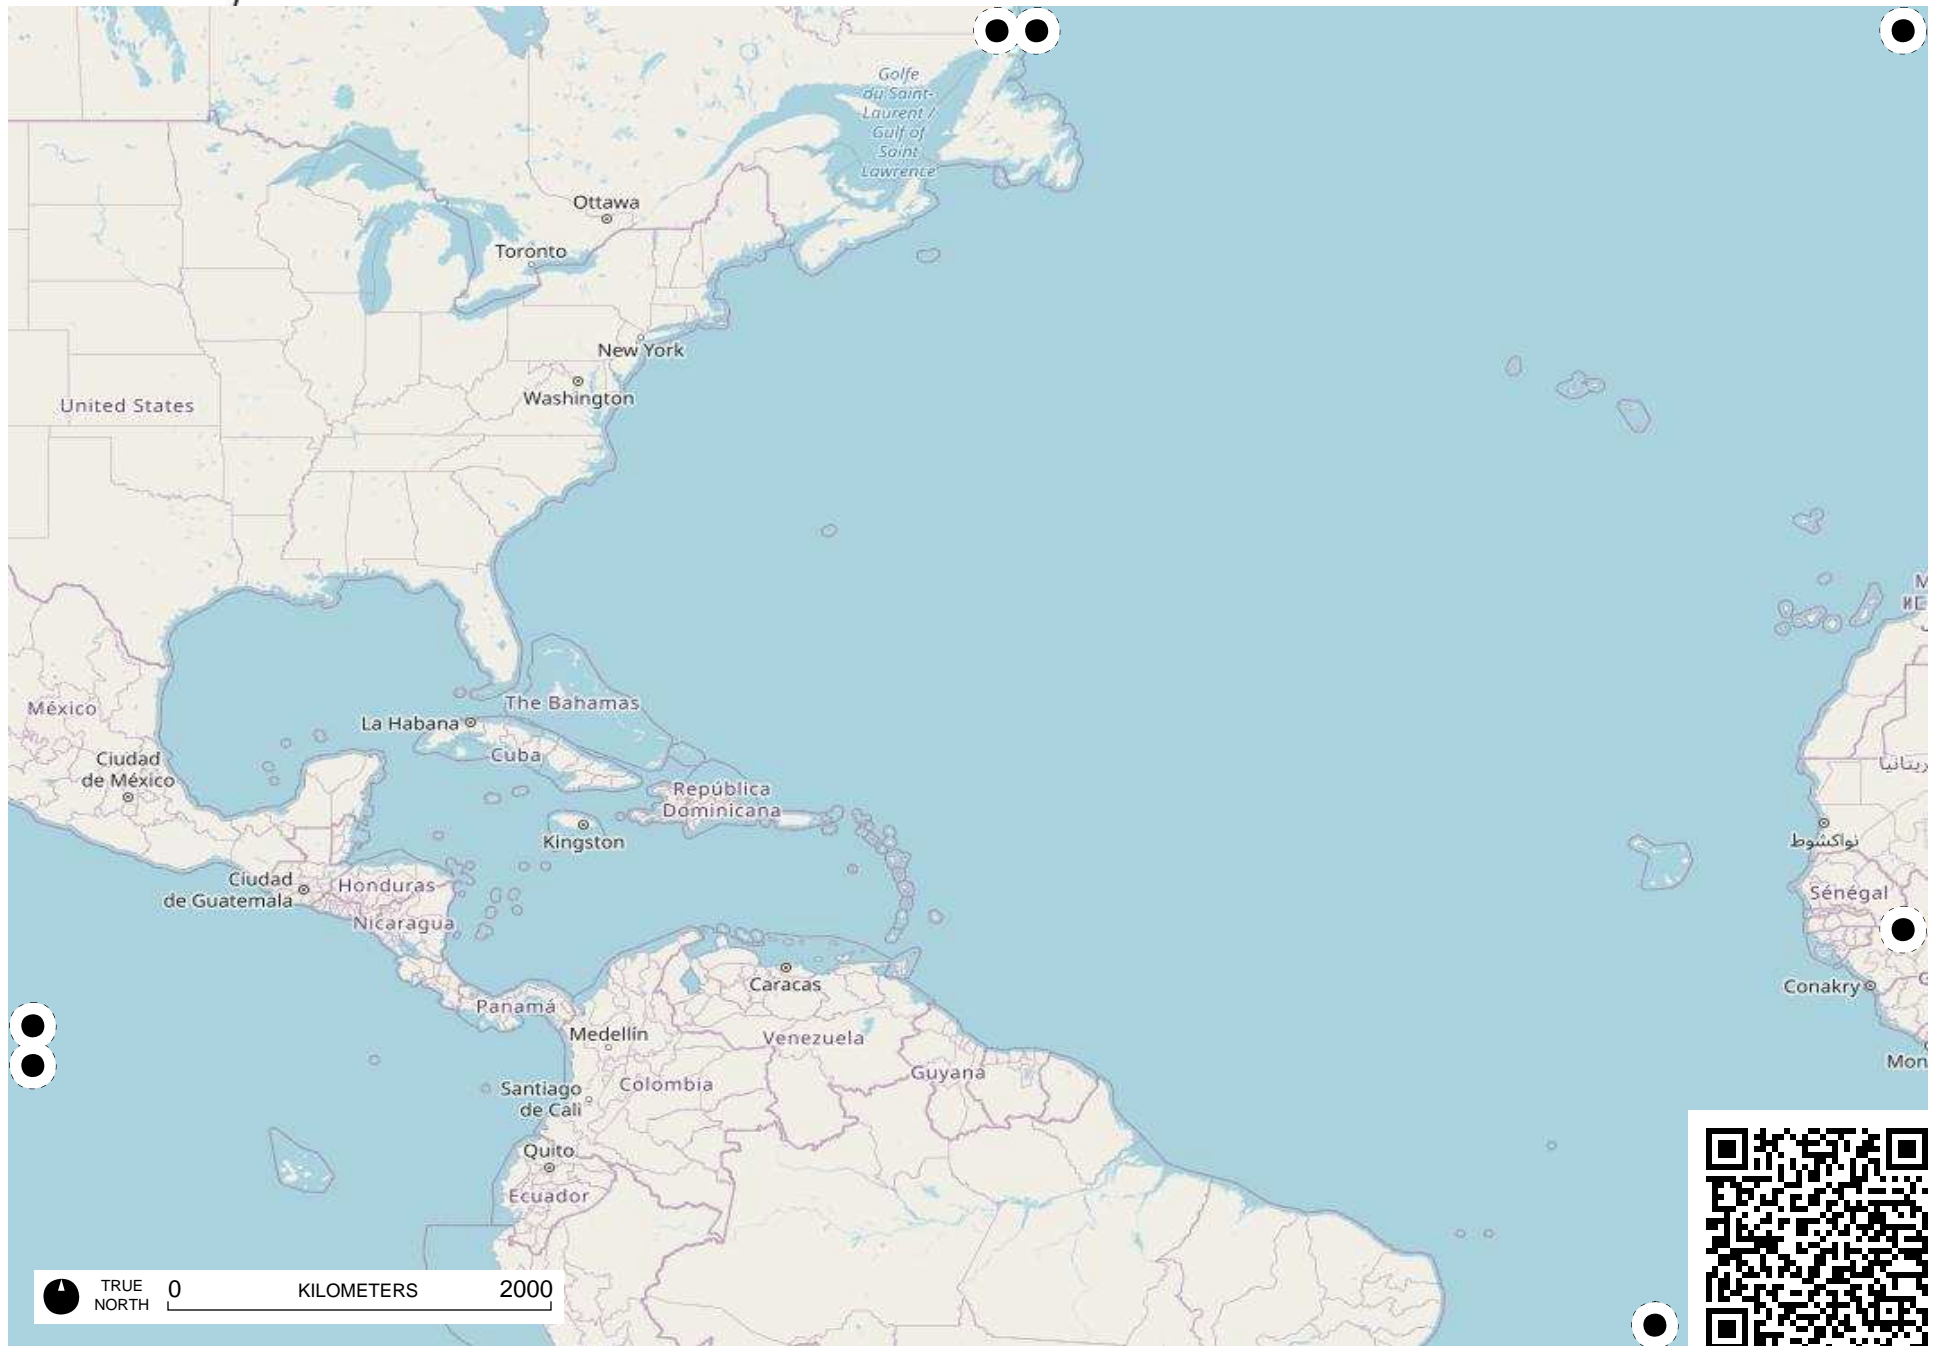 Golfe
du Saint-
Laurent /
Gulf of
Saint
Lawrence
Ottawa
Toronto
New York
Washington
United States
México
Ciudad
de México
La Habana
The Bahamas
Cuba
República
Dominicana
Kingston
Ciudad
de Guatemala
Honduras
Nicaragua
نواكشوط
Sénégal
Conakry
Caracas
Panamá
Medellín
Venezuela
Guyana
Colombia
Santiago
de Cali
Quito
Ecuador
Mon
TRUE
NORTH
0 KILOMETERS 2000